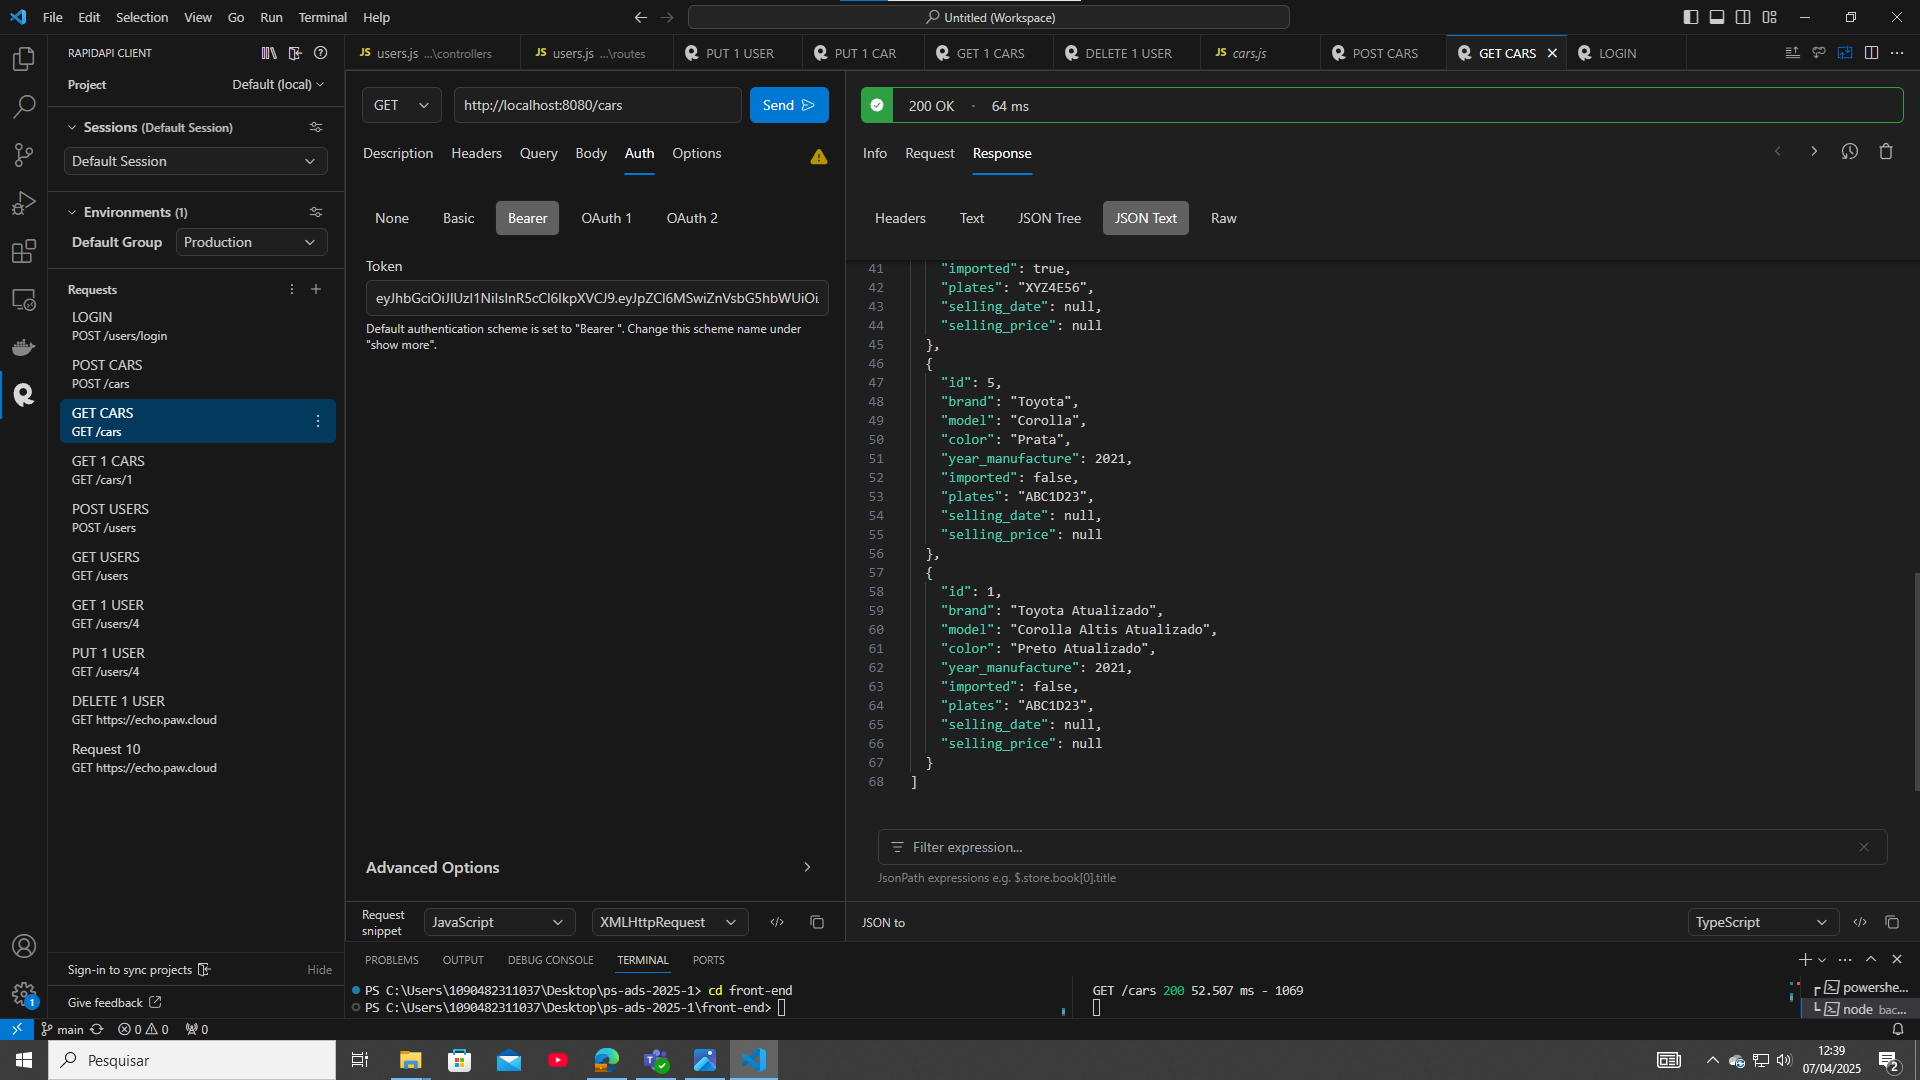 File Edit Selection View Go Run Terminal Help
Untitled (Workspace)
RAPIDAPI CLIENT
Project Default (local)
Sessions (Default Session)
Default Session
Environments (1)
Default Group Production
Requests
LOGIN
POST /users/login
POST CARS
POST /cars
GET CARS
GET /cars
GET 1 CARS
GET /cars/1
POST USERS
POST /users
GET USERS
GET /users
GET 1 USER
GET /users/4
PUT 1 USER
GET /users/4
DELETE 1 USER
GET https://echo.paw.cloud
Request 10
GET https://echo.paw.cloud
Sign-in to sync projects Hide
Give feedback
JS users.js ...\controllers JS users.js ...\routes PUT 1 USER PUT 1 CAR GET 1 CARS DELETE 1 USER JS cars.js POST CARS GET CARS LOGIN
GET http://localhost:8080/cars Send
Description Headers Query Body Auth Options
None Basic Bearer OAuth 1 OAuth 2
Token
Default authentication scheme is set to "Bearer ". Change this scheme name under
"show more".
Advanced Options
Request
snippet
JavaScript XMLHttpRequest
200 OK · 64 ms
Info Request Response
Headers Text JSON Tree JSON Text Raw
41 "imported": true,
42 "plates": "XYZ4E56",
43 "selling_date": null,
44 "selling_price": null
45 },
46 {
47 "id": 5,
48 "brand": "Toyota",
49 "model": "Corolla",
50 "color": "Prata",
51 "year_manufacture": 2021,
52 "imported": false,
53 "plates": "ABC1D23",
54 "selling_date": null,
55 "selling_price": null
56 },
57 {
58 "id": 1,
59 "brand": "Toyota Atualizado",
60 "model": "Corolla Altis Atualizado",
61 "color": "Preto Atualizado",
62 "year_manufacture": 2021,
63 "imported": false,
64 "plates": "ABC1D23",
65 "selling_date": null,
66 "selling_price": null
67 }
68 ]
Filter expression...
JsonPath expressions e.g. $.store.book[0].title
JSON to TypeScript
PROBLEMS OUTPUT DEBUG CONSOLE TERMINAL PORTS
PS C:\Users\1090482311037\Desktop\ps-ads-2025-1> cd front-end
PS C:\Users\1090482311037\Desktop\ps-ads-2025-1\front-end>
GET /cars 200 52.507 ms - 1069
powershe...
node bac...
1
main 0 0 0
Pesquisar
12:39
07/04/2025
2